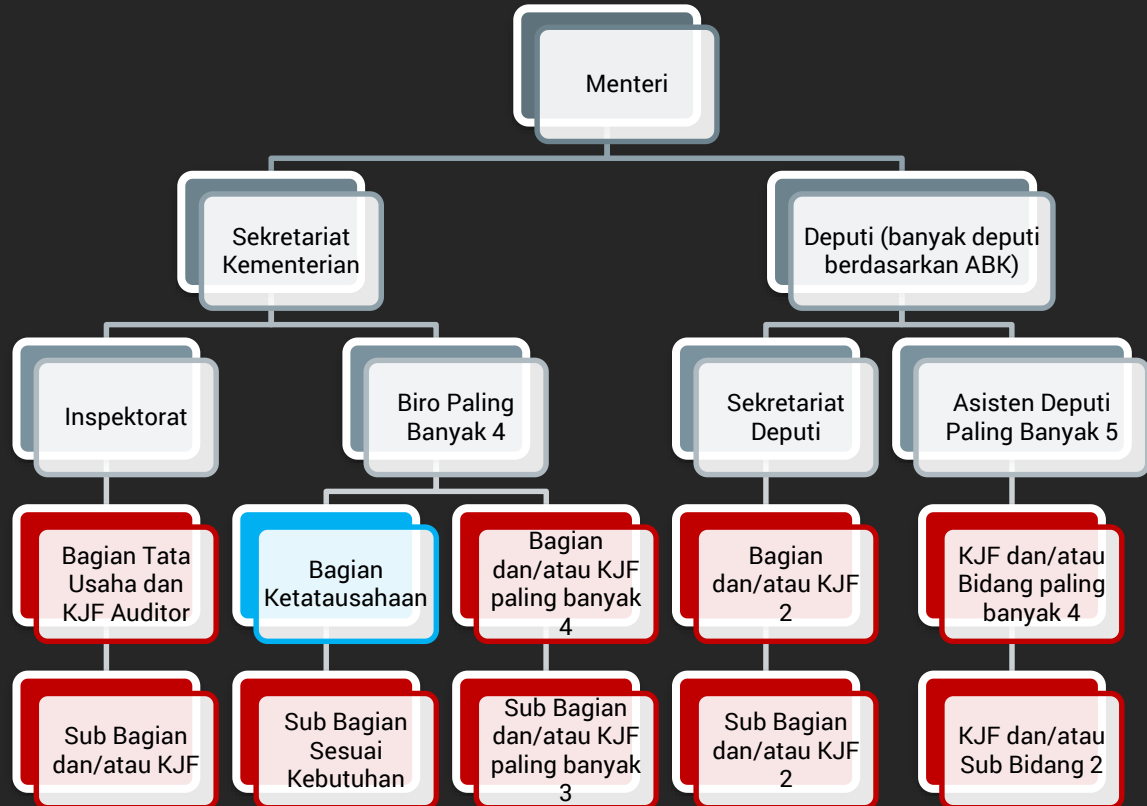 Menteri
Sekretariat
Kementerian
Deputi (banyak deputi
berdasarkan ABK)
Inspektorat
Biro Paling
Banyak 4
Sekretariat
Deputi
Asisten Deputi
Paling Banyak 5
Bagian Tata
Usaha dan
KJF Auditor
Bagian
Ketatausahaan
Bagian
dan/atau KJF
paling banyak
4
Bagian
dan/atau KJF
2
KJF dan/atau
Bidang paling
banyak 4
Sub Bagian
dan/atau KJF
Sub Bagian
Sesuai
Kebutuhan
Sub Bagian
dan/atau KJF
paling banyak
3
Sub Bagian
dan/atau KJF
2
KJF dan/atau
Sub Bidang 2